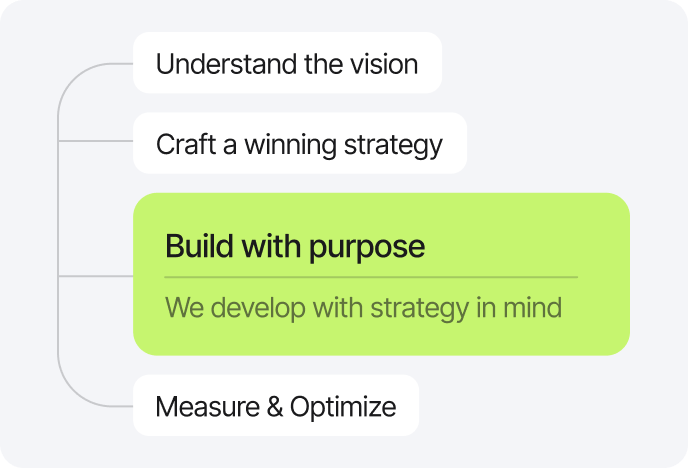 Understand the vision
Craft a winning strategy
Build with purpose
We develop with strategy in mind
Measure & Optimize